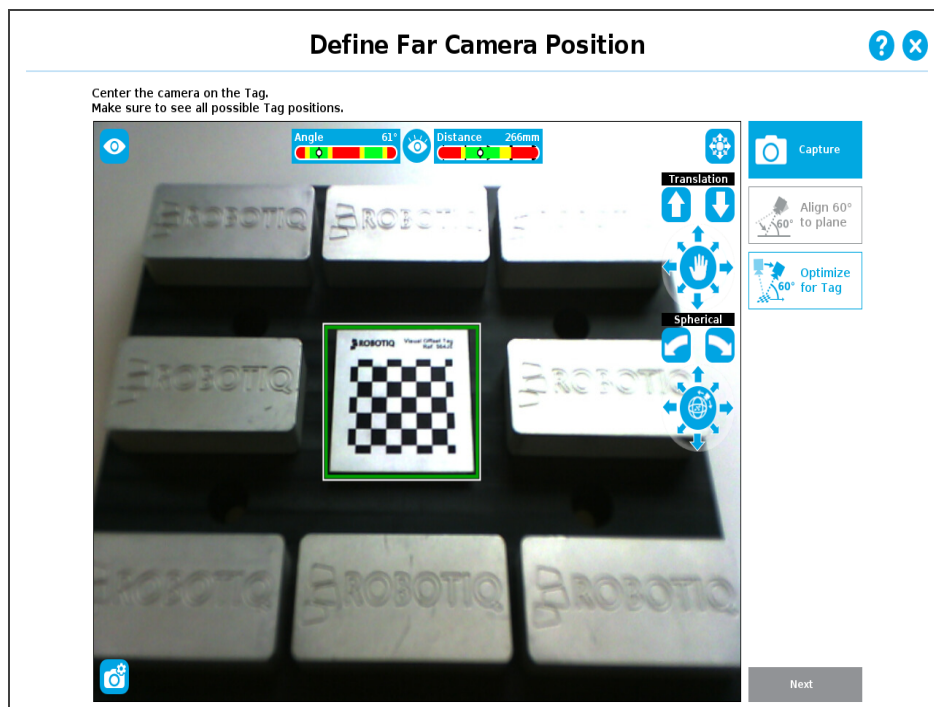 Define Far Camera Position
?
Center the camera on the Tag.
Make sure to see all possible Tag positions.
Angle 61°
Distance 266mm
Translation
Spherical
Capture
60°
Align 60°
to plane
60°
Optimize
for Tag
ROBOTIQ
ROBOTIQ
ROBOTIQ
Visual Offset Tag
ROBOTIQ
ROBOTIQ
ROBOTIQ
ROBOTIQ
ROBOTIQ
Next